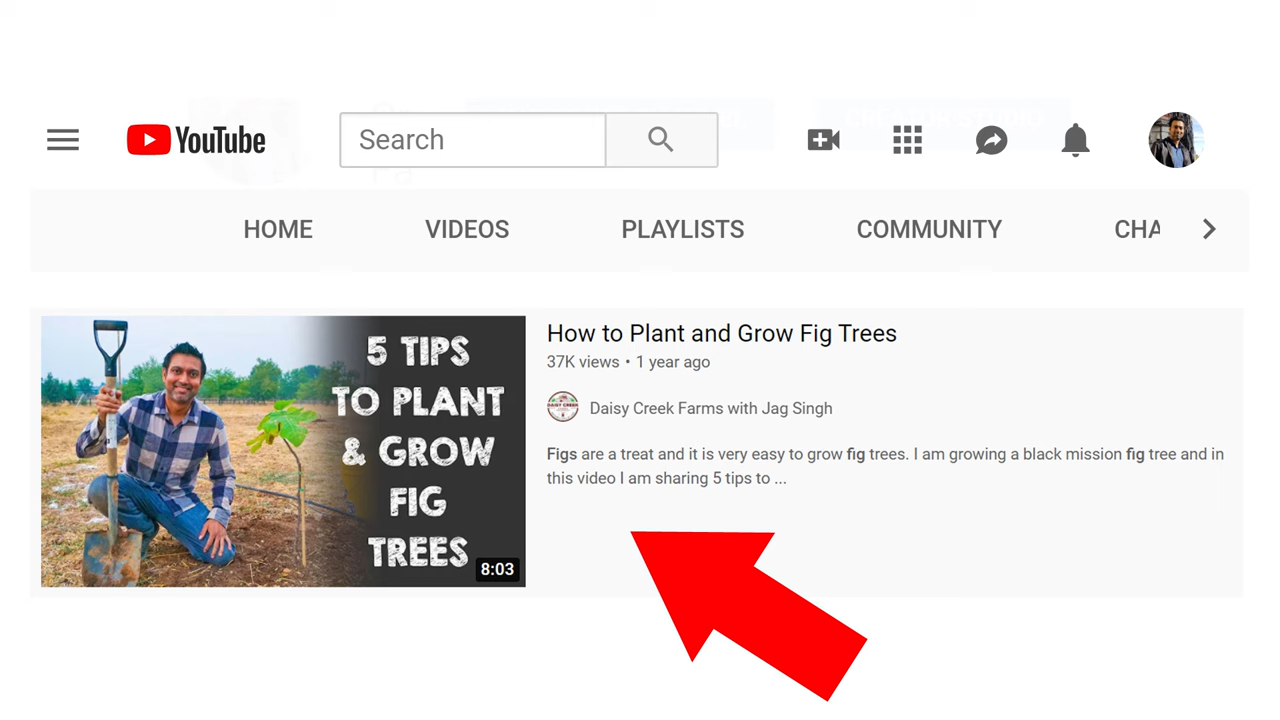 YouTube
Search
HOME VIDEOS PLAYLISTS COMMUNITY CHA
5 TIPS
TO PLANT
& GROW
FIG
TREES
8:03
How to Plant and Grow Fig Trees
37K views • 1 year ago
Daisy Creek Farms with Jag Singh
Figs are a treat and it is very easy to grow fig trees. I am growing a black mission fig tree and in
this video I am sharing 5 tips to ...